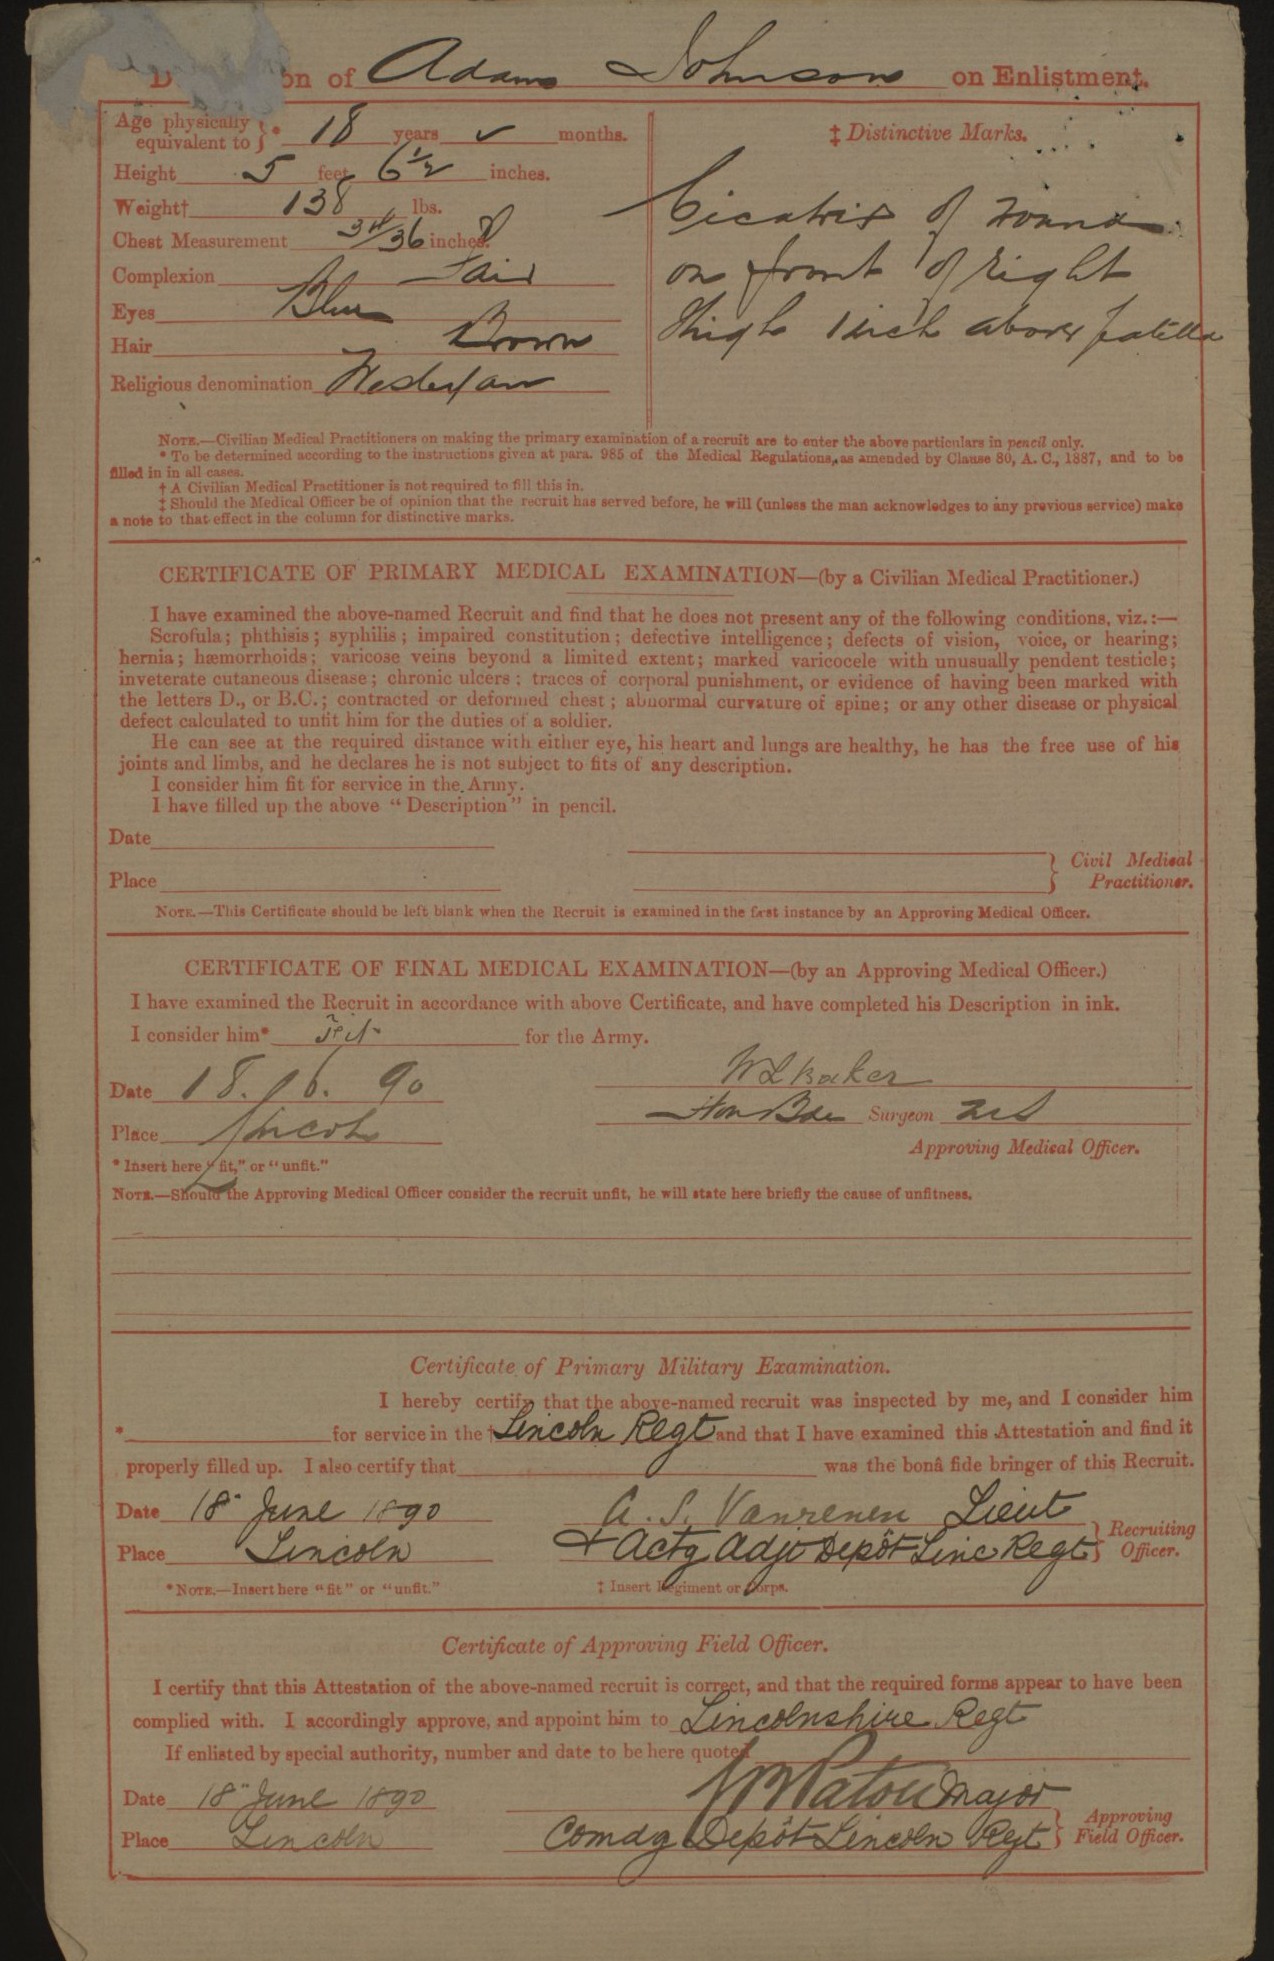 on of Adams Johnson on Enlistment.
Age physically equivalent to } * 18 years ✓ months.
Height 5 feet 6½ inches.
Weight† 138 lbs.
Chest Measurement 34/36 inches.
Complexion Fair
Eyes Blue
Hair Brown
Religious denomination Wesleyan
‡ Distinctive Marks.
Cicatrix of wound
on front of right
thigh 1 inch above patella
NOTE.—Civilian Medical Practitioners on making the primary examination of a recruit are to enter the above particulars in pencil only.
* To be determined according to the instructions given at para. 985 of the Medical Regulations, as amended by Clause 80, A. C., 1887, and to be
filled in in all cases.
† A Civilian Medical Practitioner is not required to fill this in.
‡ Should the Medical Officer be of opinion that the recruit has served before, he will (unless the man acknowledges to any previous service) make
a note to that effect in the column for distinctive marks.
CERTIFICATE OF PRIMARY MEDICAL EXAMINATION—(by a Civilian Medical Practitioner.)
I have examined the above-named Recruit and find that he does not present any of the following conditions, viz.:—
Scrofula; phthisis; syphilis; impaired constitution; defective intelligence; defects of vision, voice, or hearing;
hernia; hæmorrhoids; varicose veins beyond a limited extent; marked varicocele with unusually pendent testicle;
inveterate cutaneous disease; chronic ulcers; traces of corporal punishment, or evidence of having been marked with
the letters D., or B.C.; contracted or deformed chest; abnormal curvature of spine; or any other disease or physical
defect calculated to unfit him for the duties of a soldier.
He can see at the required distance with either eye, his heart and lungs are healthy, he has the free use of his
joints and limbs, and he declares he is not subject to fits of any description.
I consider him fit for service in the Army.
I have filled up the above "Description" in pencil.
Date
Place
} Civil Medical
Practitioner.
NOTE.—This Certificate should be left blank when the Recruit is examined in the first instance by an Approving Medical Officer.
CERTIFICATE OF FINAL MEDICAL EXAMINATION—(by an Approving Medical Officer.)
I have examined the Recruit in accordance with above Certificate, and have completed his Description in ink.
I consider him* Fit for the Army.
Date 18. 6. 90
W L Baker
Place Lincoln
Hon Bde Surgeon
Approving Medical Officer.
* Insert here "fit," or "unfit."
NOTE.—Should the Approving Medical Officer consider the recruit unfit, he will state here briefly the cause of unfitness.
Certificate of Primary Military Examination.
I hereby certify that the above-named recruit was inspected by me, and I consider him
* for service in the † Lincoln Regt and that I have examined this Attestation and find it
properly filled up. I also certify that was the bonâ fide bringer of this Recruit.
Date 18" June 1890 A. S. Vanrenen Lieut
Place Lincoln + Actg Adjt Depôt Linc Regt } Recruiting Officer.
* NOTE.—Insert here "fit" or "unfit." ‡ Insert Regiment or Corps.
Certificate of Approving Field Officer.
I certify that this Attestation of the above-named recruit is correct, and that the required forms appear to have been
complied with. I accordingly approve, and appoint him to Lincolnshire Regt
If enlisted by special authority, number and date to be here quoted
Date 18" June 1890 Paton Major
Place Lincoln Comdg Depôt Lincoln Regt } Approving Field Officer.